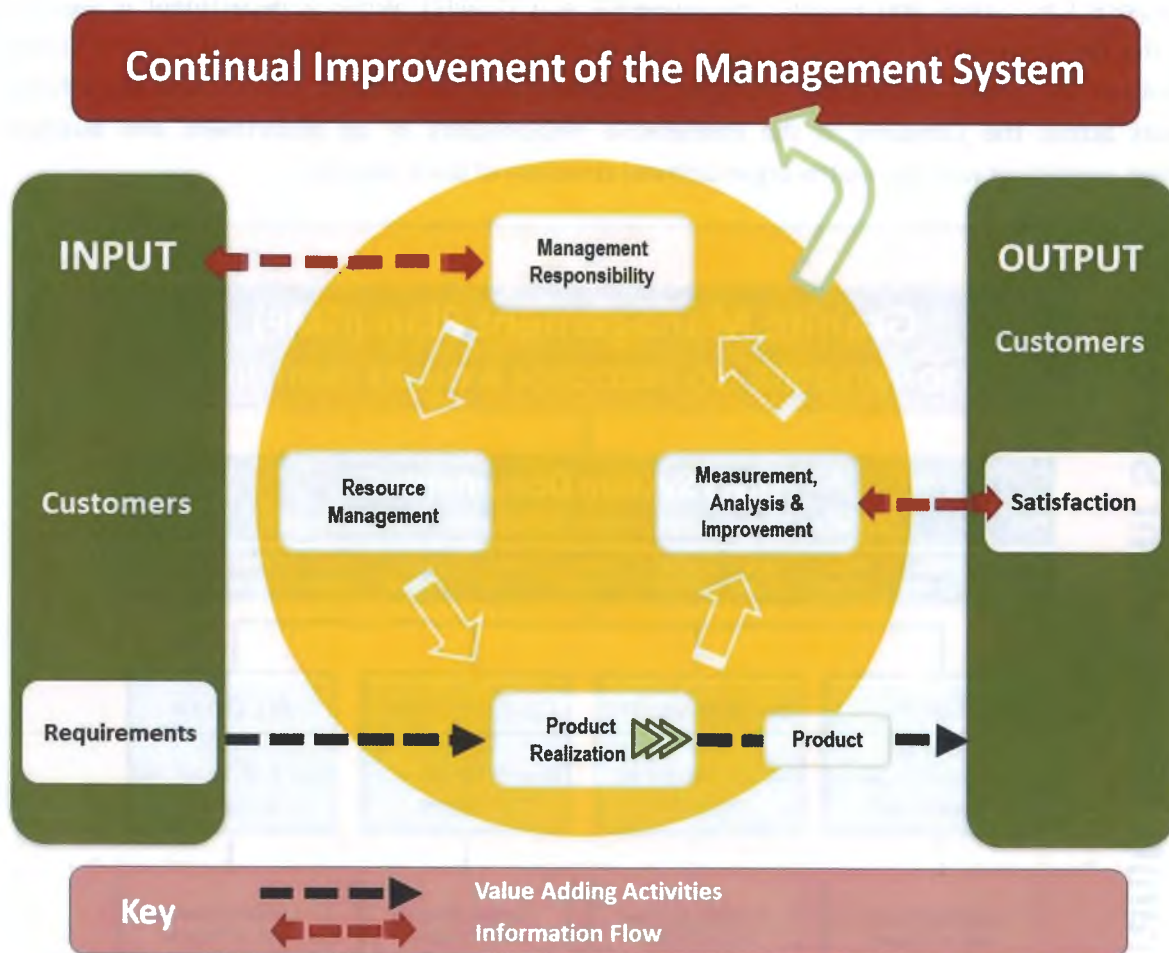 Continual Improvement of the Management System
INPUT
Customers
Requirements
Management
Responsibility
Resource
Management
Measurement,
Analysis &
Improvement
Product
Realization
Product
OUTPUT
Customers
Satisfaction
Key
Value Adding Activities
Information Flow